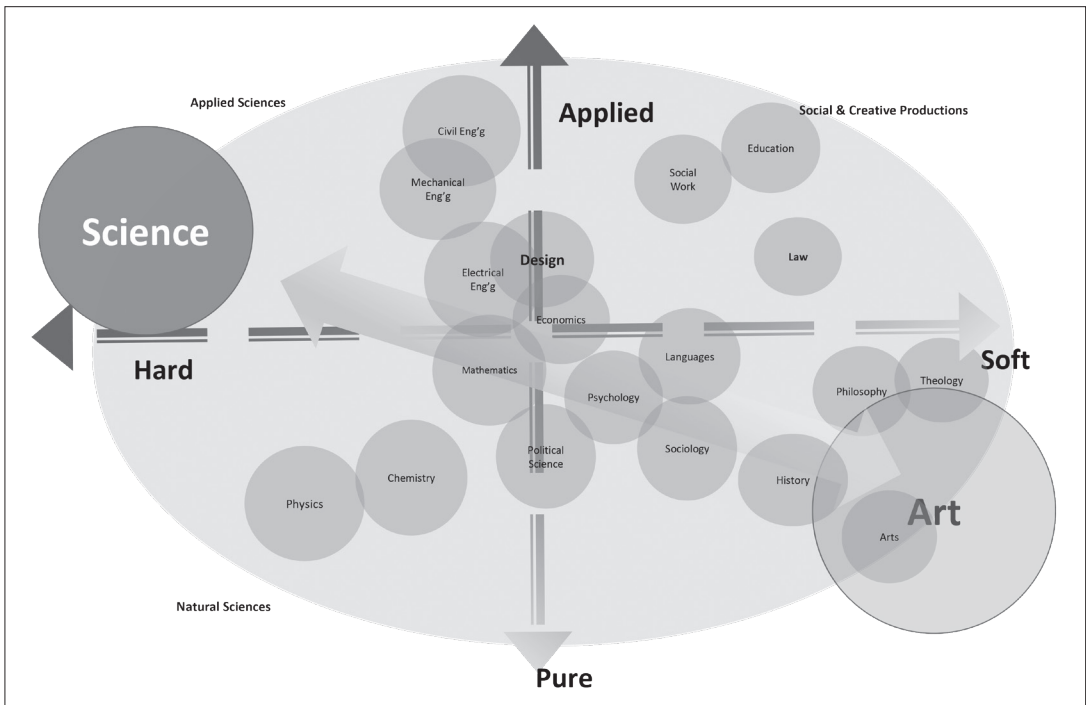 Applied Sciences
Applied
Social & Creative Productions
Civil Eng'g
Education
Mechanical
Eng'g
Social
Work
Science
Design
Law
Electrical
Eng'g
Economics
Hard
Mathematics
Languages
Soft
Psychology
Philosophy
Theology
Political
Science
Sociology
Chemistry
History
Physics
Art
Arts
Natural Sciences
Pure